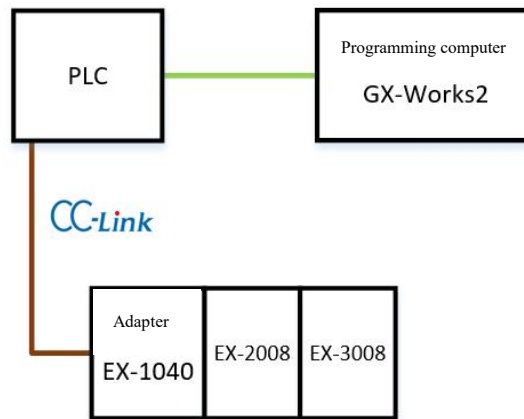 PLC
Programming computer
GX-Works2
CC-Link
Adapter
EX-1040
EX-2008
EX-3008